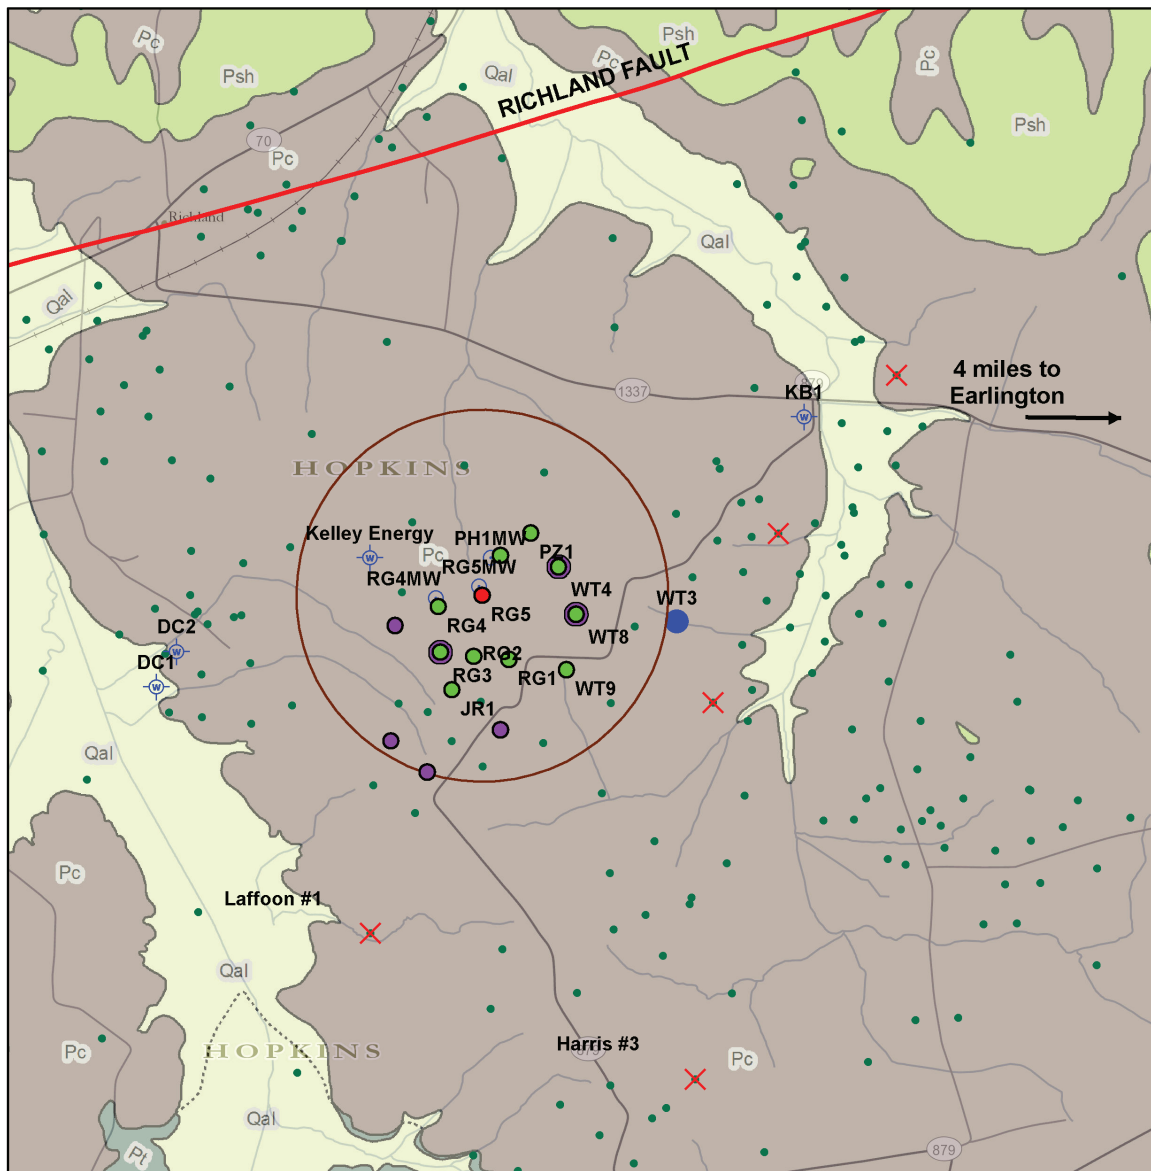 Pc
Psh
Qal
Psh
Pc
Pc
RICHLAND FAULT
Psh
70
Pc
Richland
Qal
Qal
4 miles to
Earlington
1337
879
KB1
HOPKINS
Kelley Energy
PH1MW
Pc
PZ1
RG4MW
RG5MW
WT4
WT3
RG5
RG4
WT8
DC2
RG2
DC1
RG3
RG1
WT9
JR1
Qal
Pc
Laffoon #1
Qal
Harris #3
879
HOPKINS
Pc
Pc
Qal
Pt
879